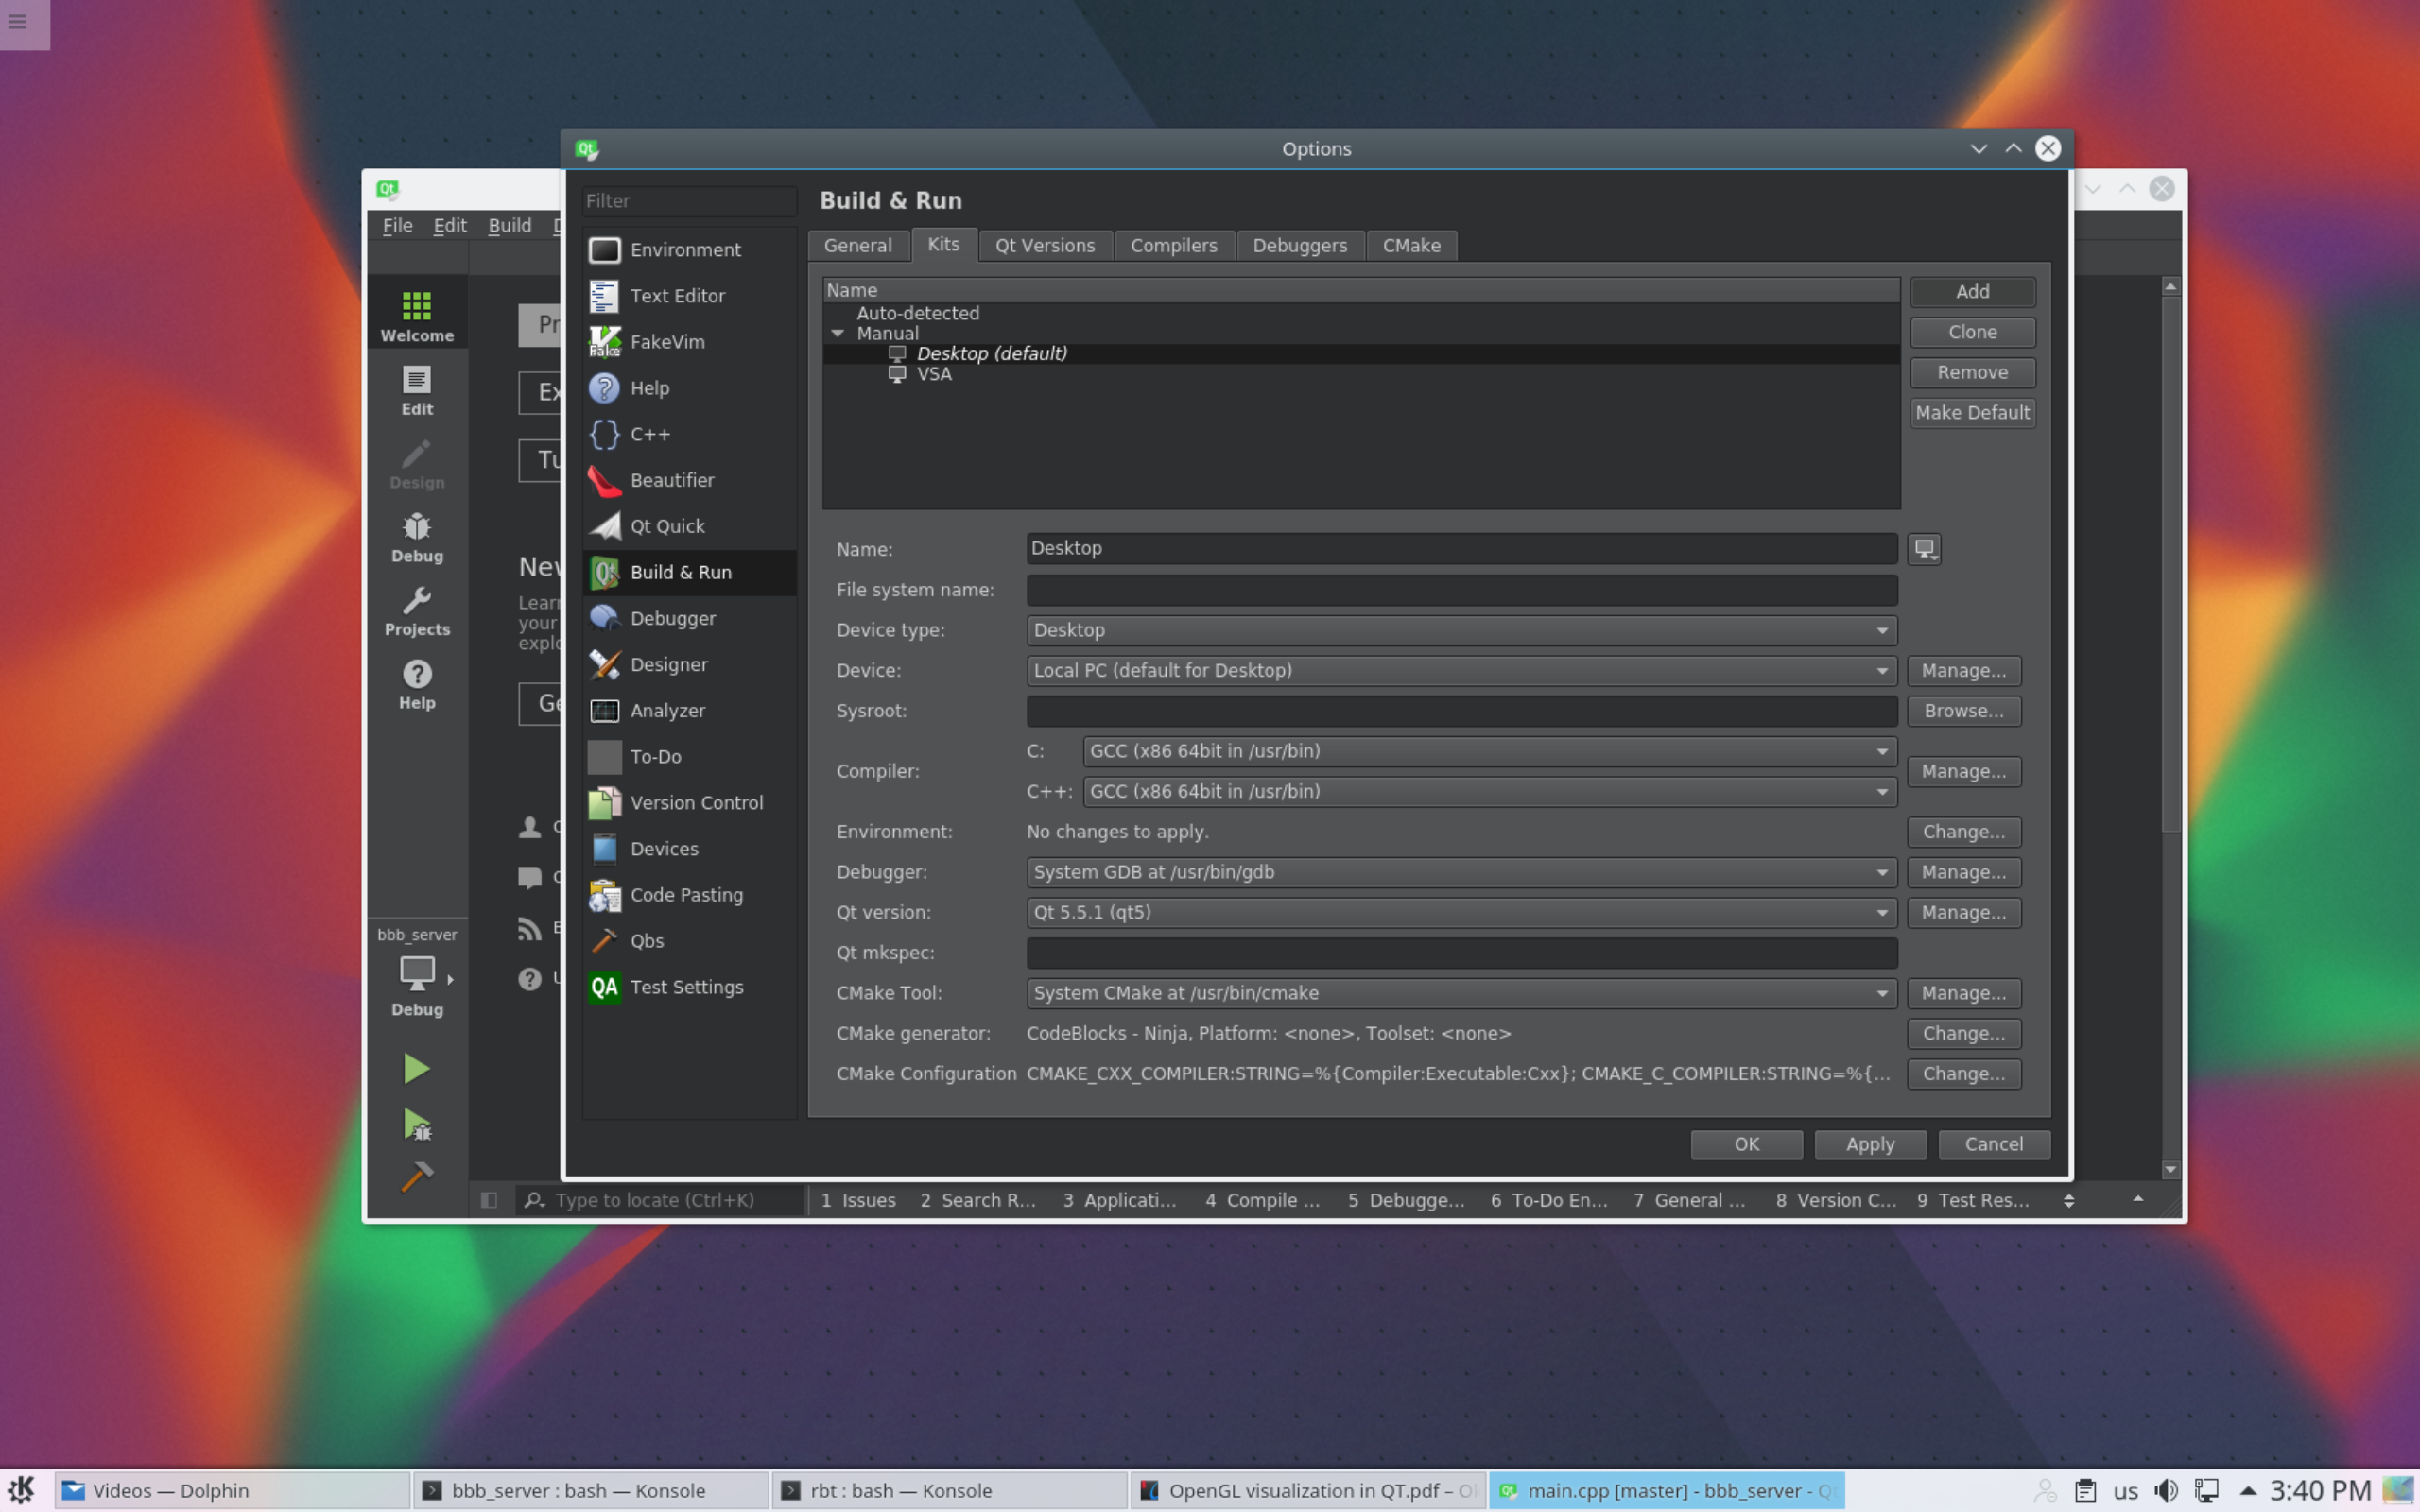 Options
File Edit Build
Filter
Environment
Text Editor
FakeVim
Help
C++
Beautifier
Qt Quick
Build & Run
Debugger
Designer
Analyzer
To-Do
Version Control
Devices
Code Pasting
Qbs
QA Test Settings
Welcome
Edit
Design
Debug
Projects
Help
bbb_server
Debug
Pr
Ex
Tu
Nev
Learn
your
explo
Ge
Build & Run
General Kits Qt Versions Compilers Debuggers CMake
Name
Auto-detected
Manual
Desktop (default)
VSA
Add
Clone
Remove
Make Default
Name: Desktop
File system name:
Device type: Desktop
Device: Local PC (default for Desktop) Manage...
Sysroot: Browse...
Compiler: C: GCC (x86 64bit in /usr/bin) Manage...
C++: GCC (x86 64bit in /usr/bin)
Environment: No changes to apply. Change...
Debugger: System GDB at /usr/bin/gdb Manage...
Qt version: Qt 5.5.1 (qt5) Manage...
Qt mkspec:
CMake Tool: System CMake at /usr/bin/cmake Manage...
CMake generator: CodeBlocks - Ninja, Platform: <none>, Toolset: <none> Change...
CMake Configuration CMAKE_CXX_COMPILER:STRING=%{Compiler:Executable:Cxx}; CMAKE_C_COMPILER:STRING=%{... Change...
OK Apply Cancel
Type to locate (Ctrl+K) 1 Issues 2 Search R... 3 Applicati... 4 Compile ... 5 Debugge... 6 To-Do En... 7 General ... 8 Version C... 9 Test Res...
Videos — Dolphin bbb_server : bash — Konsole rbt : bash — Konsole OpenGL visualization in QT.pdf – Ok main.cpp [master] - bbb_server - Qt us 3:40 PM